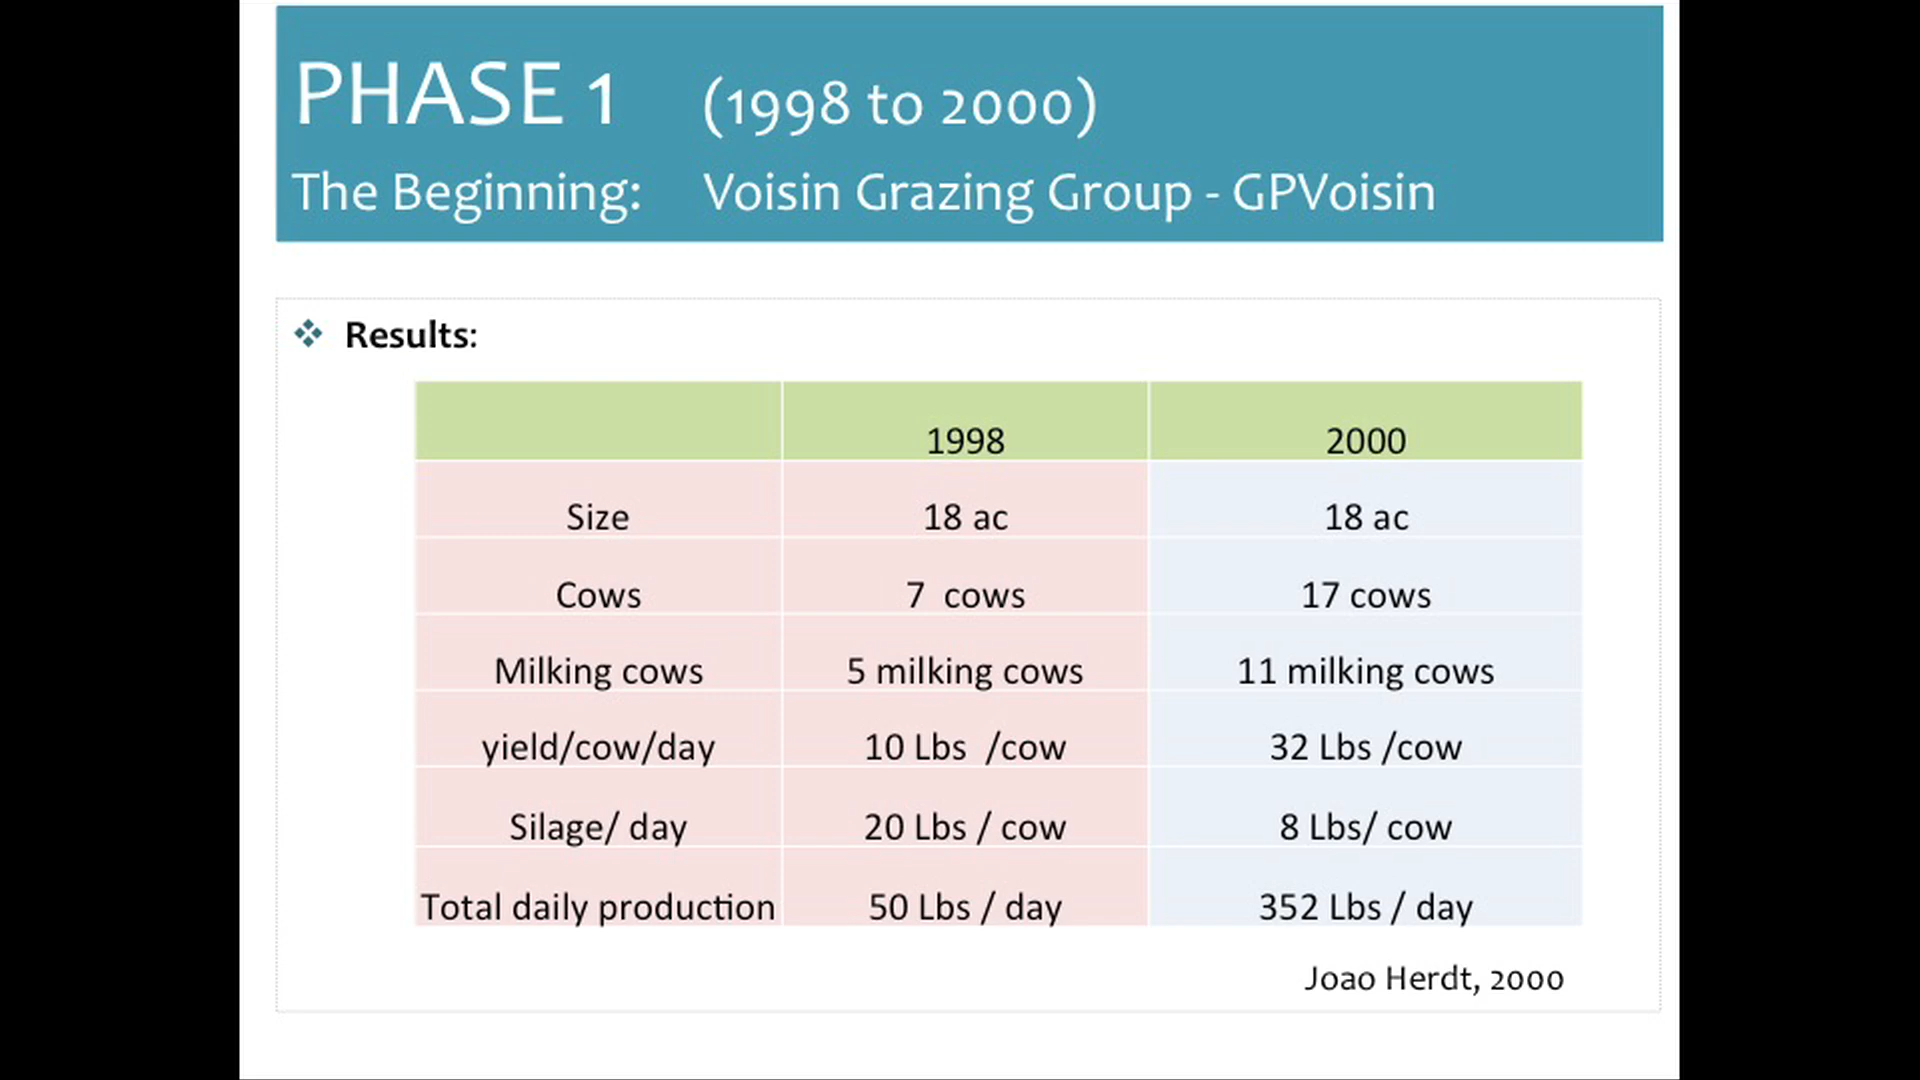 PHASE 1 (1998 to 2000)
The Beginning: Voisin Grazing Group - GPVoisin
Results:
1998 2000
Size 18 ac 18 ac
Cows 7 cows 17 cows
Milking cows 5 milking cows 11 milking cows
yield/cow/day 10 Lbs /cow 32 Lbs /cow
Silage/ day 20 Lbs / cow 8 Lbs/ cow
Total daily production 50 Lbs / day 352 Lbs / day
Joao Herdt, 2000